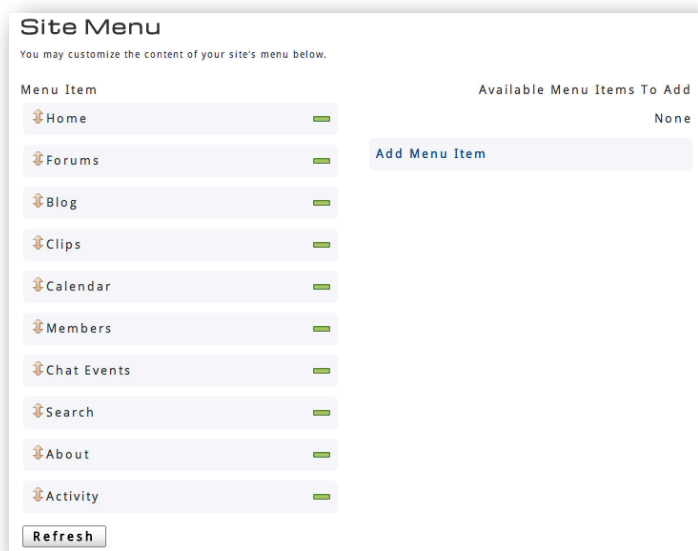 Site Menu
You may customize the content of your site's menu below.
Menu Item
Home
Forums
Blog
Clips
Calendar
Members
Chat Events
Search
About
Activity
Refresh
Available Menu Items To Add
None
Add Menu Item